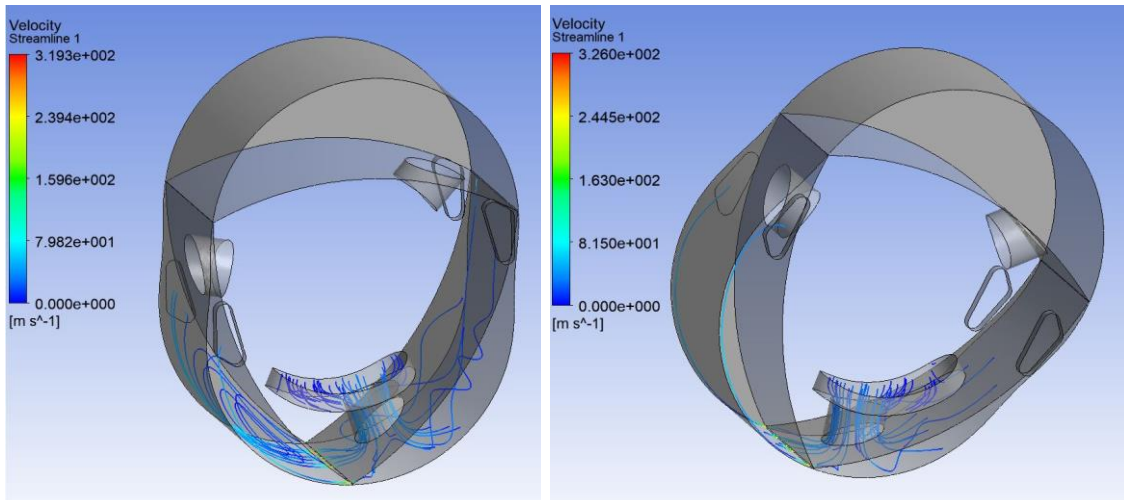 Velocity
Streamline 1
3.193e+002
2.394e+002
1.596e+002
7.982e+001
0.000e+000
[m s^-1]
Velocity
Streamline 1
3.260e+002
2.445e+002
1.630e+002
8.150e+001
0.000e+000
[m s^-1]